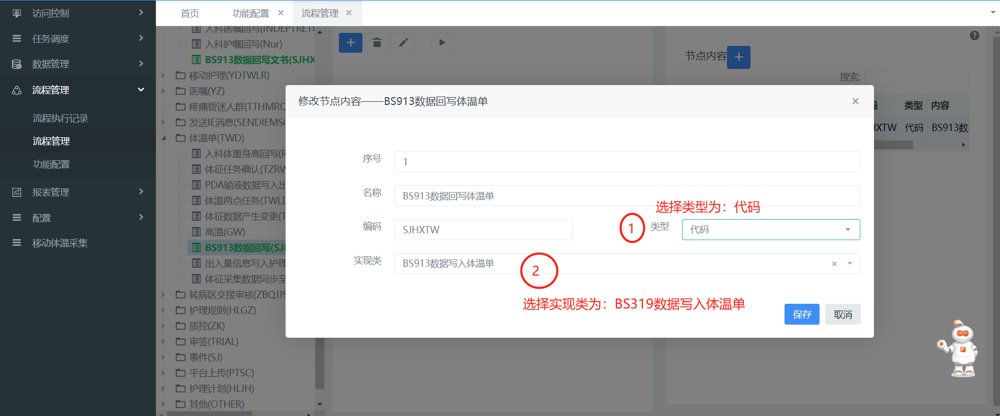 访问控制
任务调度
数据管理
流程管理
流程执行记录
流程管理
功能配置
报表管理
配置
移动体温采集
首页
功能配置
流程管理
入科医嘱回写(INDEPTRETU
入科护嘱回写(Nur)
BS913数据回写文书(SJHX
移动护理(YDTWLR)
医嘱(YZ)
疼痛昏迷人群(TTHMRQ
发送IE消息(SENDIEMSG
体温单(TWD)
入科体重身高回写(R
体征任务确认(TZRW
PDA输液数据写入出
体温两点任务(TWLD
体征数据产生变更(T
高温(GW)
BS913数据回写(SJH
出入量信息写入护理
体征采集数据同步至
转病区交接审核(ZBQJJS
护理规则(HLGZ)
质控(ZK)
审签(TRIAL)
事件(SJ)
平台上传(PTSC)
护理计划(HLJH)
其他(OTHER)
节点内容
搜索:
码 类型 内容
HXTW 代码 BS913数
修改节点内容——BS913数据回写体温单
序号 1
名称 BS913数据回写体温单
选择类型为：代码
编码 SJHXTW
1 类型 代码
实现类 BS913数据写入体温单
2
选择实现类为：BS319数据写入体温单
保存 取消